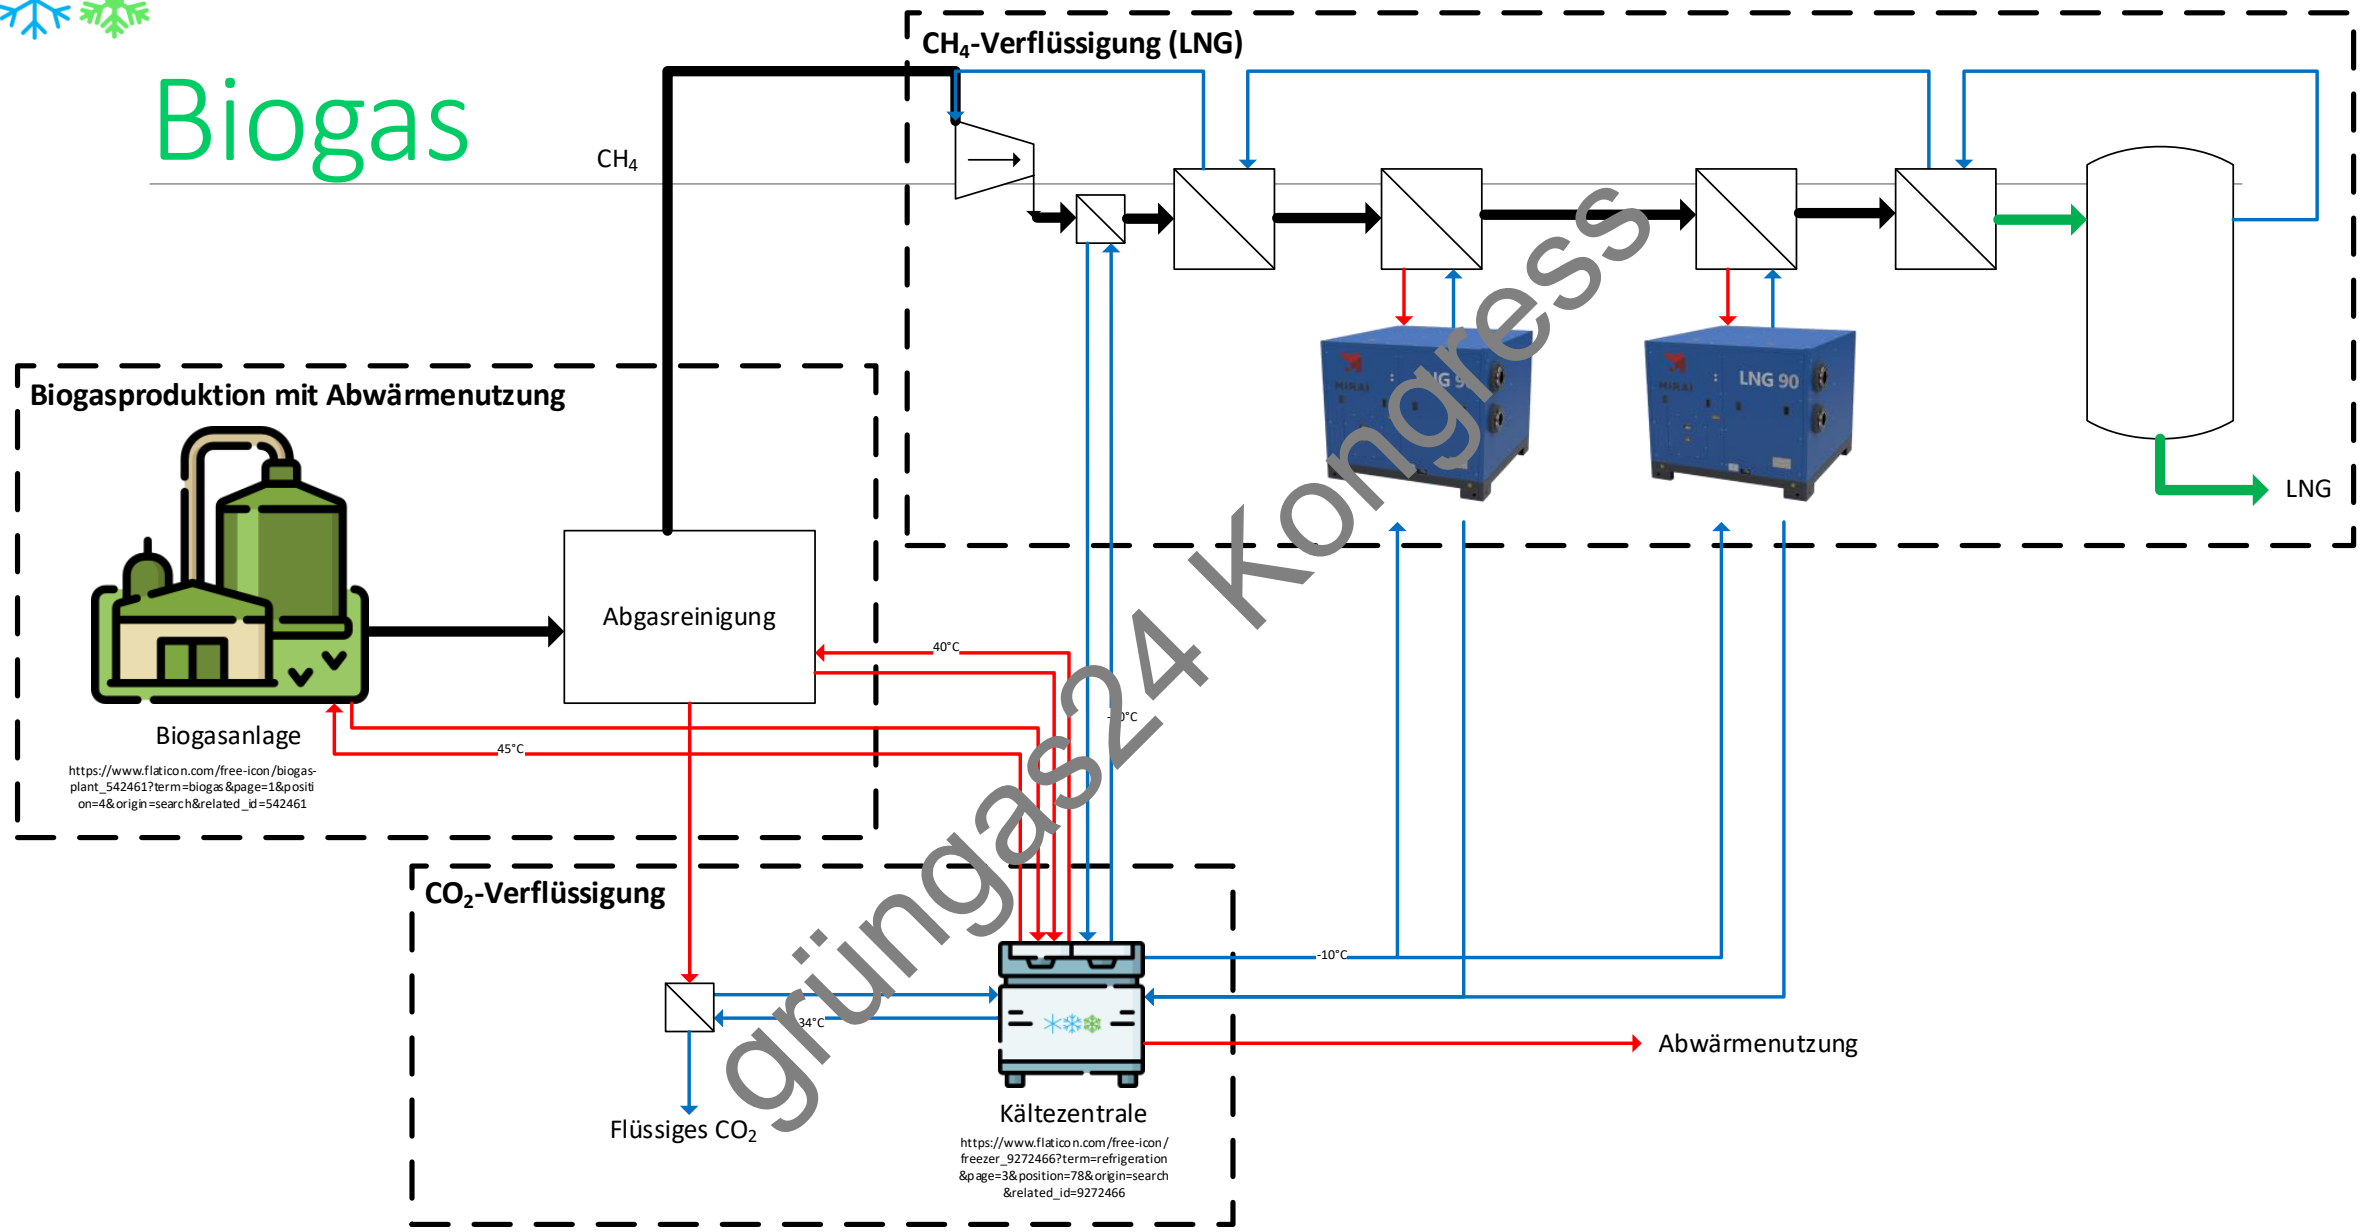 Biogas
CH₄-Verflüssigung (LNG)
CH₄
MIRAI
MIRAI
LNG 90
LNG
Biogasproduktion mit Abwärmenutzung
Abgasreinigung
40°C
Biogasanlage
45°C
https://www.flaticon.com/free-icon/biogas-
plant_542461?term=biogas&page=1&positi
on=4&origin=search&related_id=542461
CO₂-Verflüssigung
-10°C
34°C
Abwärmenutzung
Kältezentrale
Flüssiges CO₂
https://www.flaticon.com/free-icon/
freezer_9272466?term=refrigeration
&page=3&position=78&origin=search
&related_id=9272466
grüngas24 Kongress